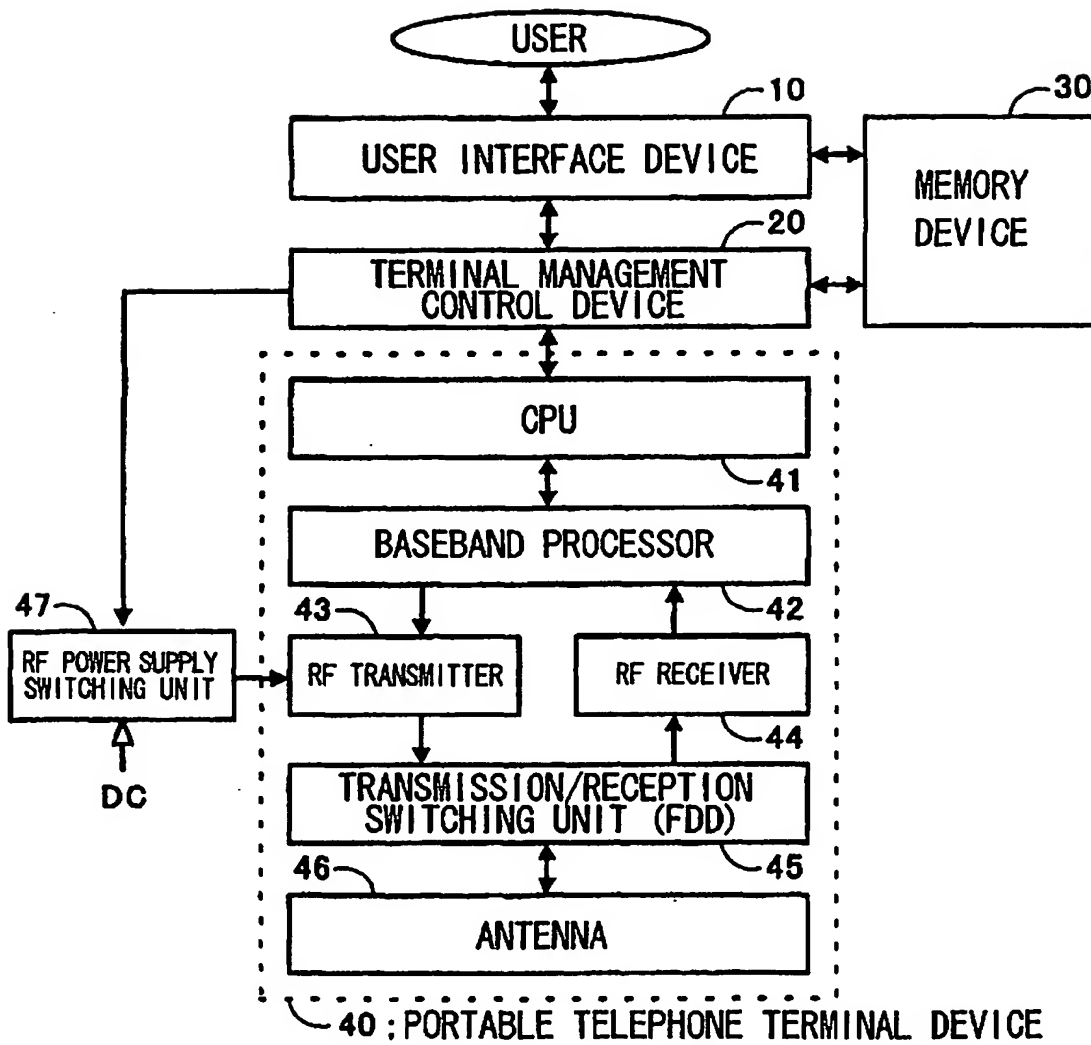 USER
10
30
USER INTERFACE DEVICE
MEMORY
DEVICE
20
TERMINAL MANAGEMENT
CONTROL DEVICE
CPU
41
BASEBAND PROCESSOR
47
43
42
RF POWER SUPPLY
SWITCHING UNIT
RF TRANSMITTER
RF RECEIVER
44
DC
TRANSMISSION/RECEPTION
SWITCHING UNIT (FDD)
46
45
ANTENNA
40 ; PORTABLE TELEPHONE TERMINAL DEVICE